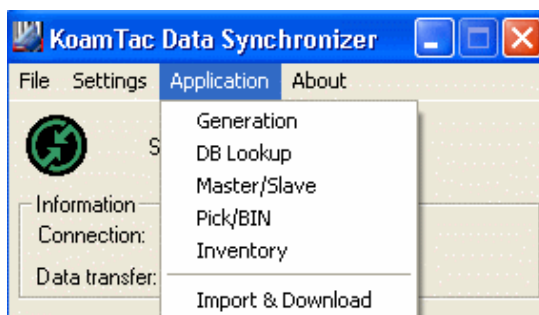 KoamTac Data Synchronizer
File Settings Application About
Generation
S
DB Lookup
Master/Slave
Information
Pick/BIN
Connection:
Inventory
Data transfer:
Import & Download